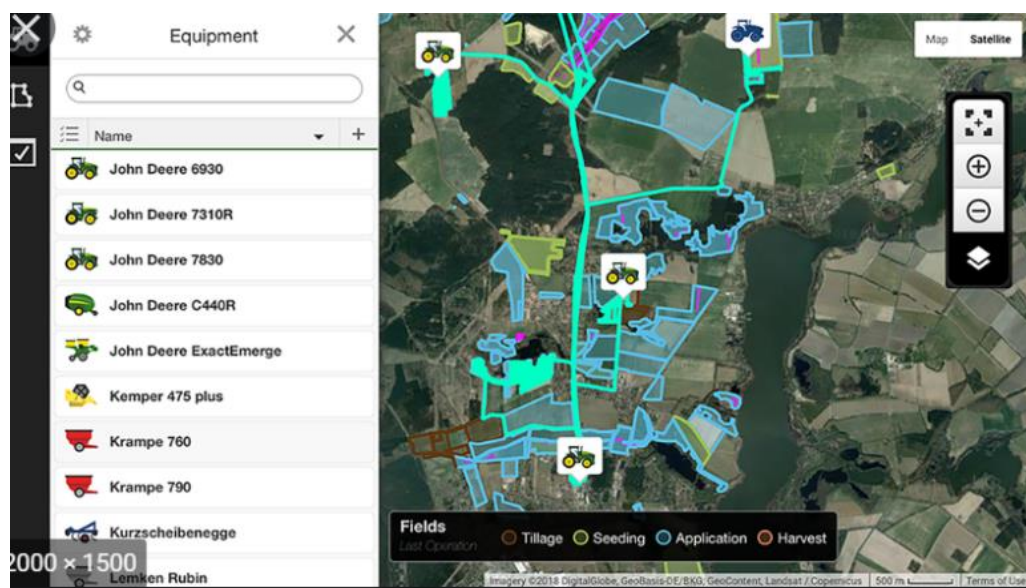 Equipment
Map Satellite
Name
John Deere 6930
John Deere 7310R
John Deere 7830
John Deere C440R
John Deere ExactEmerge
Kemper 475 plus
Krampe 760
Krampe 790
Kurzscheibenegge
2000 × 1500
Lemken Rubin
Fields
Last Operation
Tillage Seeding Application Harvest
Imagery ©2018 DigitalGlobe, GeoBasis-DE/BKG, GeoContent, Landsat / Copernicus 500 m Terms of Use